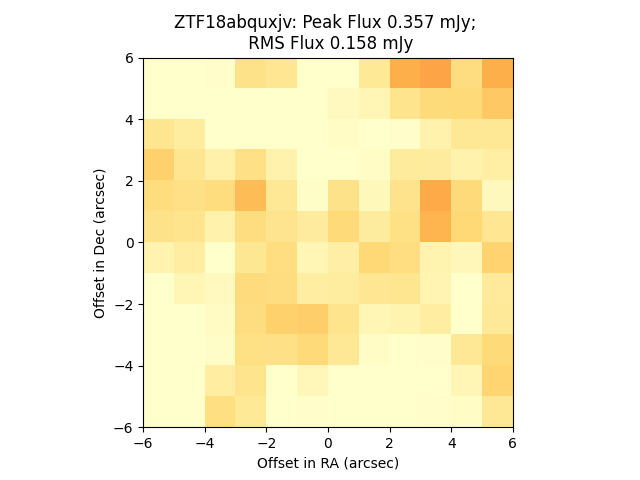 ZTF18abquxjv: Peak Flux 0.357 mJy;
RMS Flux 0.158 mJy
6
4
2
0
−2
−4
−6
Offset in Dec (arcsec)
−6 −4 −2 0 2 4 6
Offset in RA (arcsec)